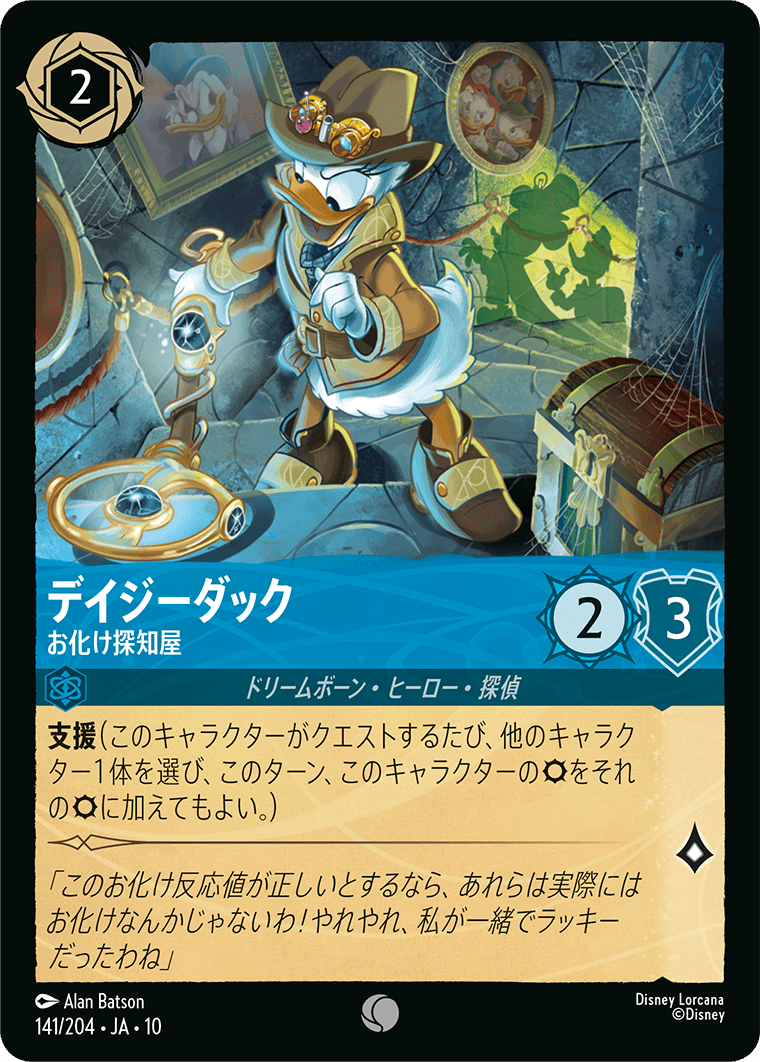 2
デイジーダック
お化け探知屋
2
3
ドリームボーン・ヒーロー・探偵
支援(このキャラクターがクエストするたび、他のキャラク
ター1体を選び、このターン、このキャラクターの をそれ
の に加えてもよい。)
「このお化け反応値が正しいとするなら、あれらは実際には
お化けなんかじゃないわ!やれやれ、私が一緒でラッキー
だったわね」
Alan Batson
141/204・JA・10
Disney Lorcana
©Disney